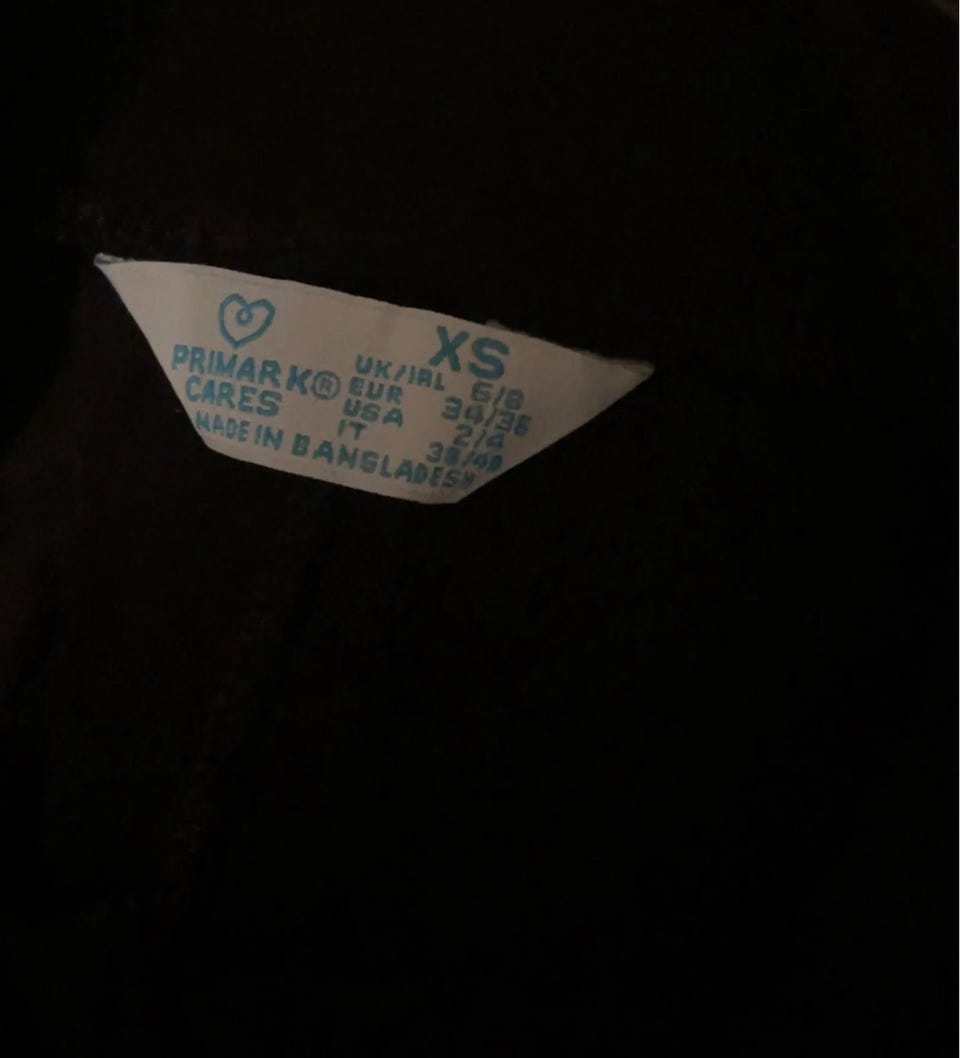 XS
PRIMARK® UK/IRL 6/8
CARES EUR 34/36
USA 2/4
IT 38/40
MADE IN BANGLADESH